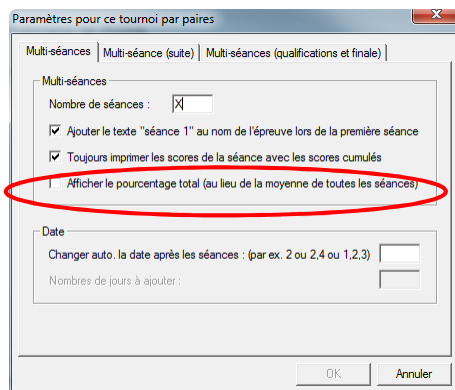 Paramètres pour ce tournoi par paires
Multi-séances
Multi-séance (suite)
Multi-séances (qualifications et finale)
Multi-séances
Nombre de séances : X
Ajouter le texte "séance 1" au nom de l'épreuve lors de la première séance
Toujours imprimer les scores de la séance avec les scores cumulés
Afficher le pourcentage total (au lieu de la moyenne de toutes les séances)
Date
Changer auto. la date après les séances : (par ex. 2 ou 2,4 ou 1,2,3)
Nombres de jours à ajouter :
OK
Annuler